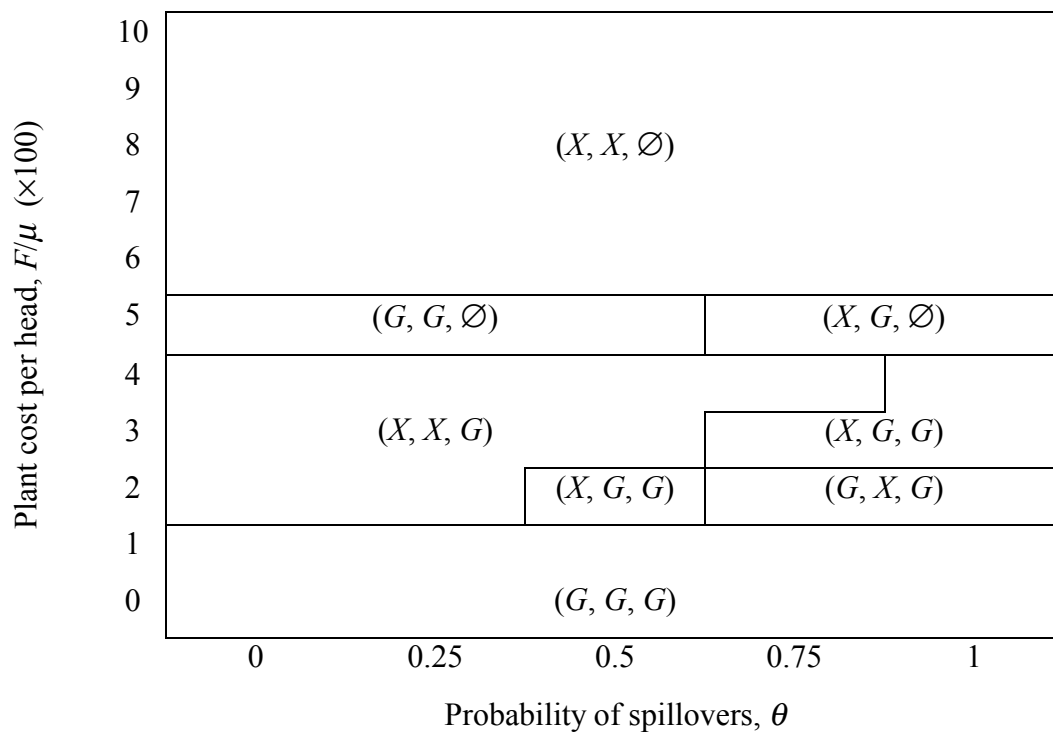 Plant cost per head, F/μ (×100)
10
9
8
7
6
5
4
3
2
1
0
(X, X, ∅)
(G, G, ∅) (X, G, ∅)
(X, X, G) (X, G, G)
(X, G, G) (G, X, G)
(G, G, G)
0 0.25 0.5 0.75 1
Probability of spillovers, θ